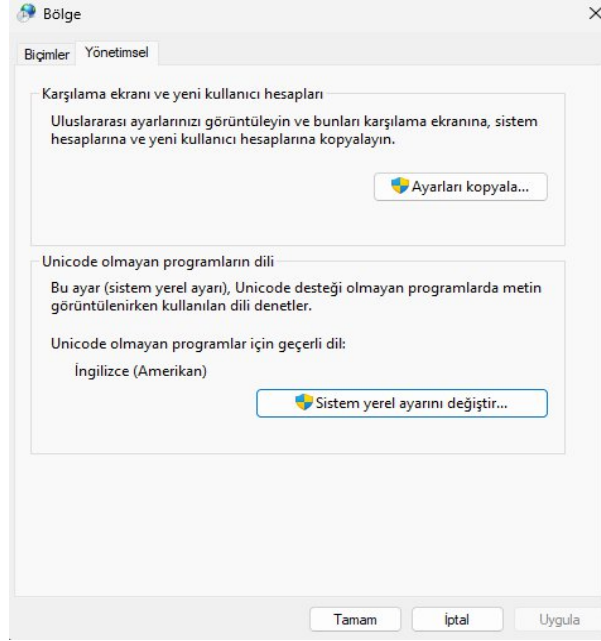 Bölge
Biçimler
Yönetimsel
Karşılama ekranı ve yeni kullanıcı hesapları
Uluslararası ayarlarınızı görüntüleyin ve bunları karşılama ekranına, sistem
hesaplarına ve yeni kullanıcı hesaplarına kopyalayın.
Ayarları kopyala...
Unicode olmayan programların dili
Bu ayar (sistem yerel ayarı), Unicode desteği olmayan programlarda metin
görüntülenirken kullanılan dili denetler.
Unicode olmayan programlar için geçerli dil:
İngilizce (Amerikan)
Sistem yerel ayarını değiştir...
Tamam
İptal
Uygula